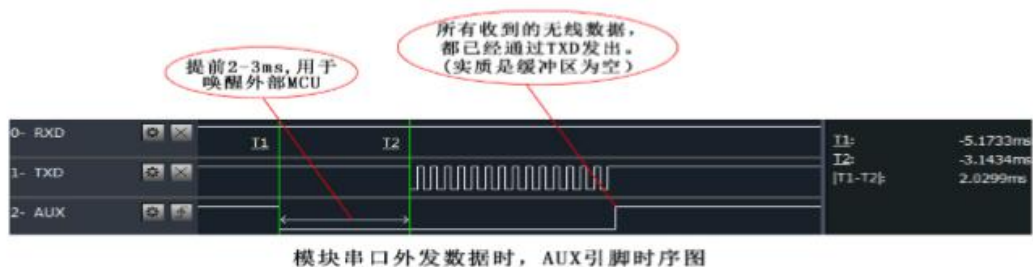 所有收到的无线数据，
都已经通过TXD发出。
(实质是缓冲区为空)
提前2-3ms,用于
唤醒外部MCU
0- RXD
T1
T2
T1: -5.1733ms
T2: -3.1434ms
|T1-T2|: 2.0299ms
1- TXD
2- AUX
模块串口外发数据时，AUX引脚时序图